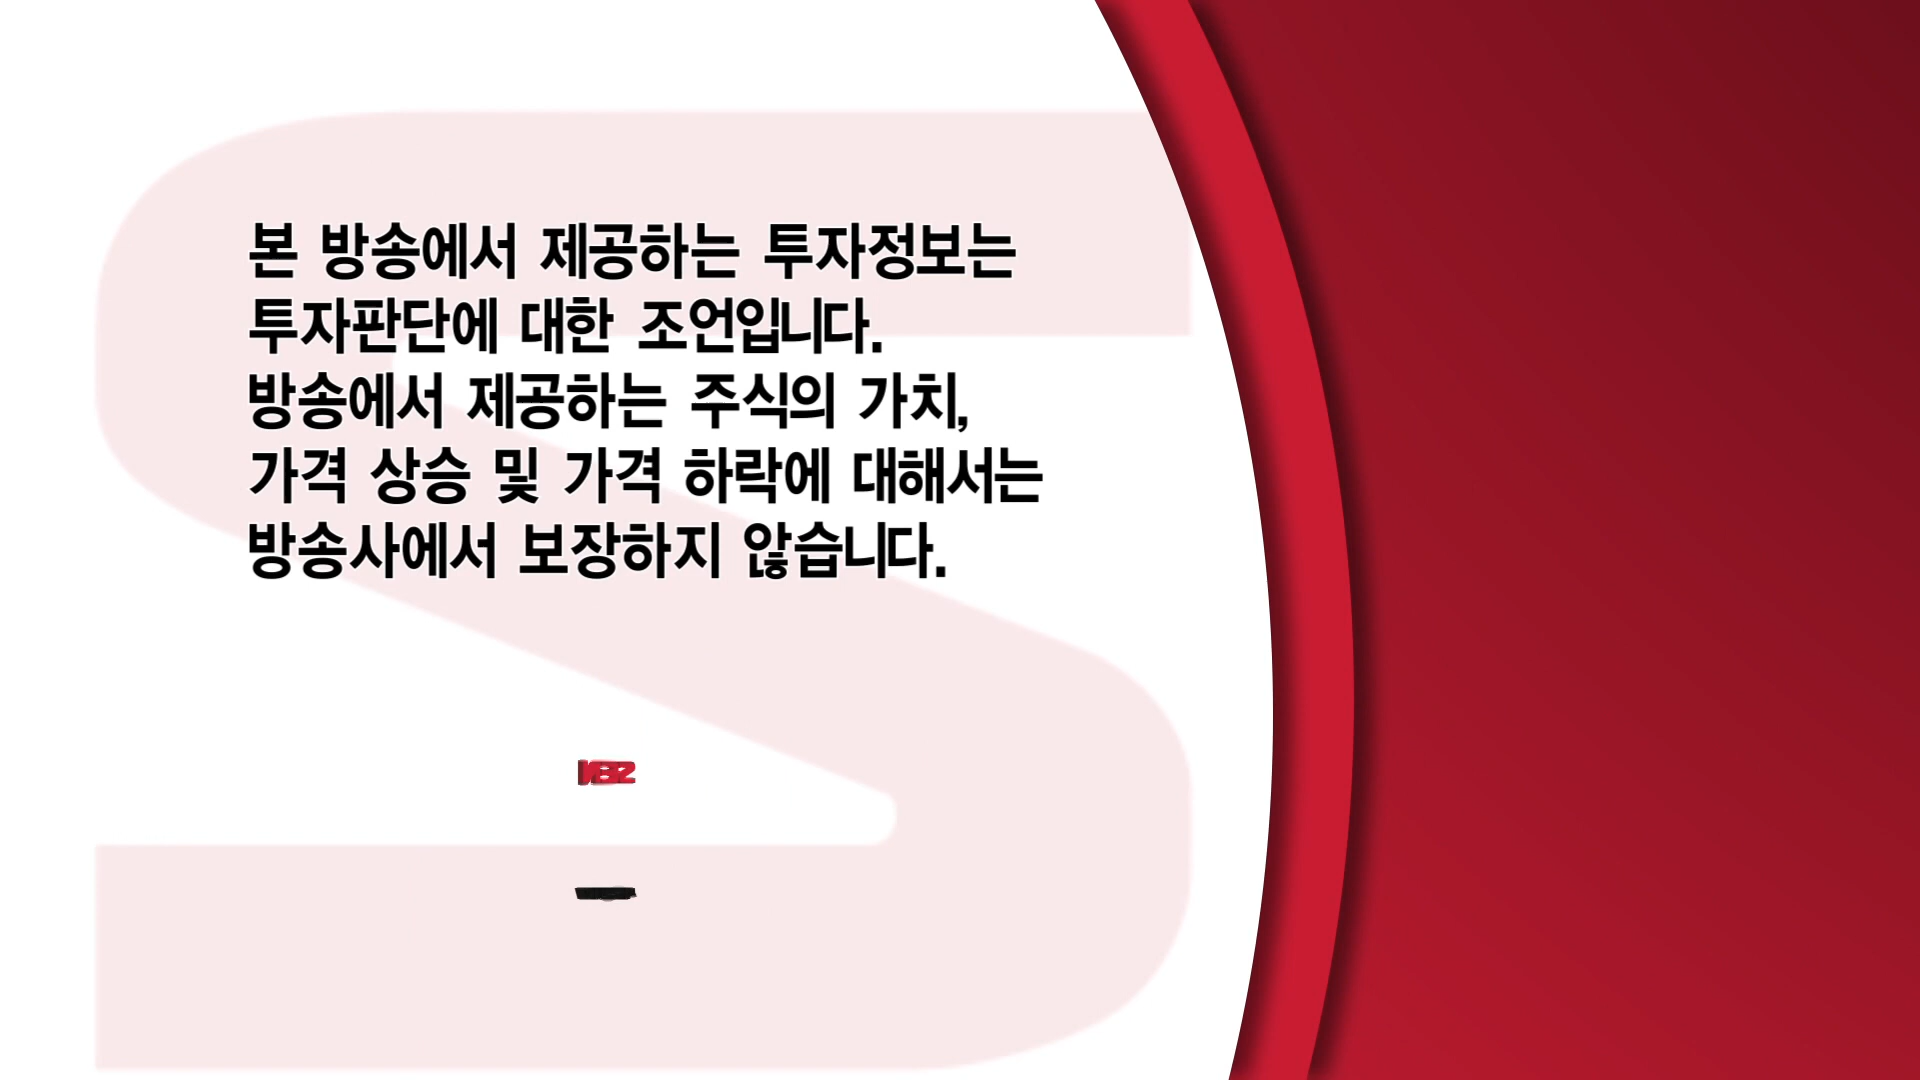 본 방송에서 제공하는 투자정보는
투자판단에 대한 조언입니다.
방송에서 제공하는 주식의 가치,
가격 상승 및 가격 하락에 대해서는
방송사에서 보장하지 않습니다.